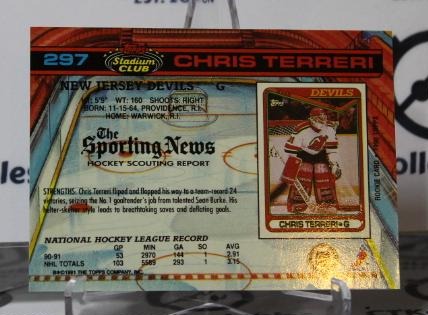 297
Topps
Stadium CLUB
CHRIS TERRERI
NEW JERSEY DEVILS G
HT: 5'9" WT: 160 SHOOTS: RIGHT
BORN: 11-15-64, PROVIDENCE, R.I.
HOME: WARWICK, R.I.
The Sporting News
HOCKEY SCOUTING REPORT
STRENGTHS: Chris Terreri fliped and flopped his way to a team-record 24
victories, seizing the No. 1 goaltender's job from talented Sean Burke. His
helter-skelter style leads to breathtaking saves and deflating goals.
NATIONAL HOCKEY LEAGUE RECORD
GP MIN GA SO AVG
90-91 53 2970 144 1 2.91
NHL TOTALS 103 5589 293 1 3.15
©1991 THE TOPPS COMPANY, INC.
DEVILS
Topps
CHRIS TERRERI•G
ROOKIE CARD